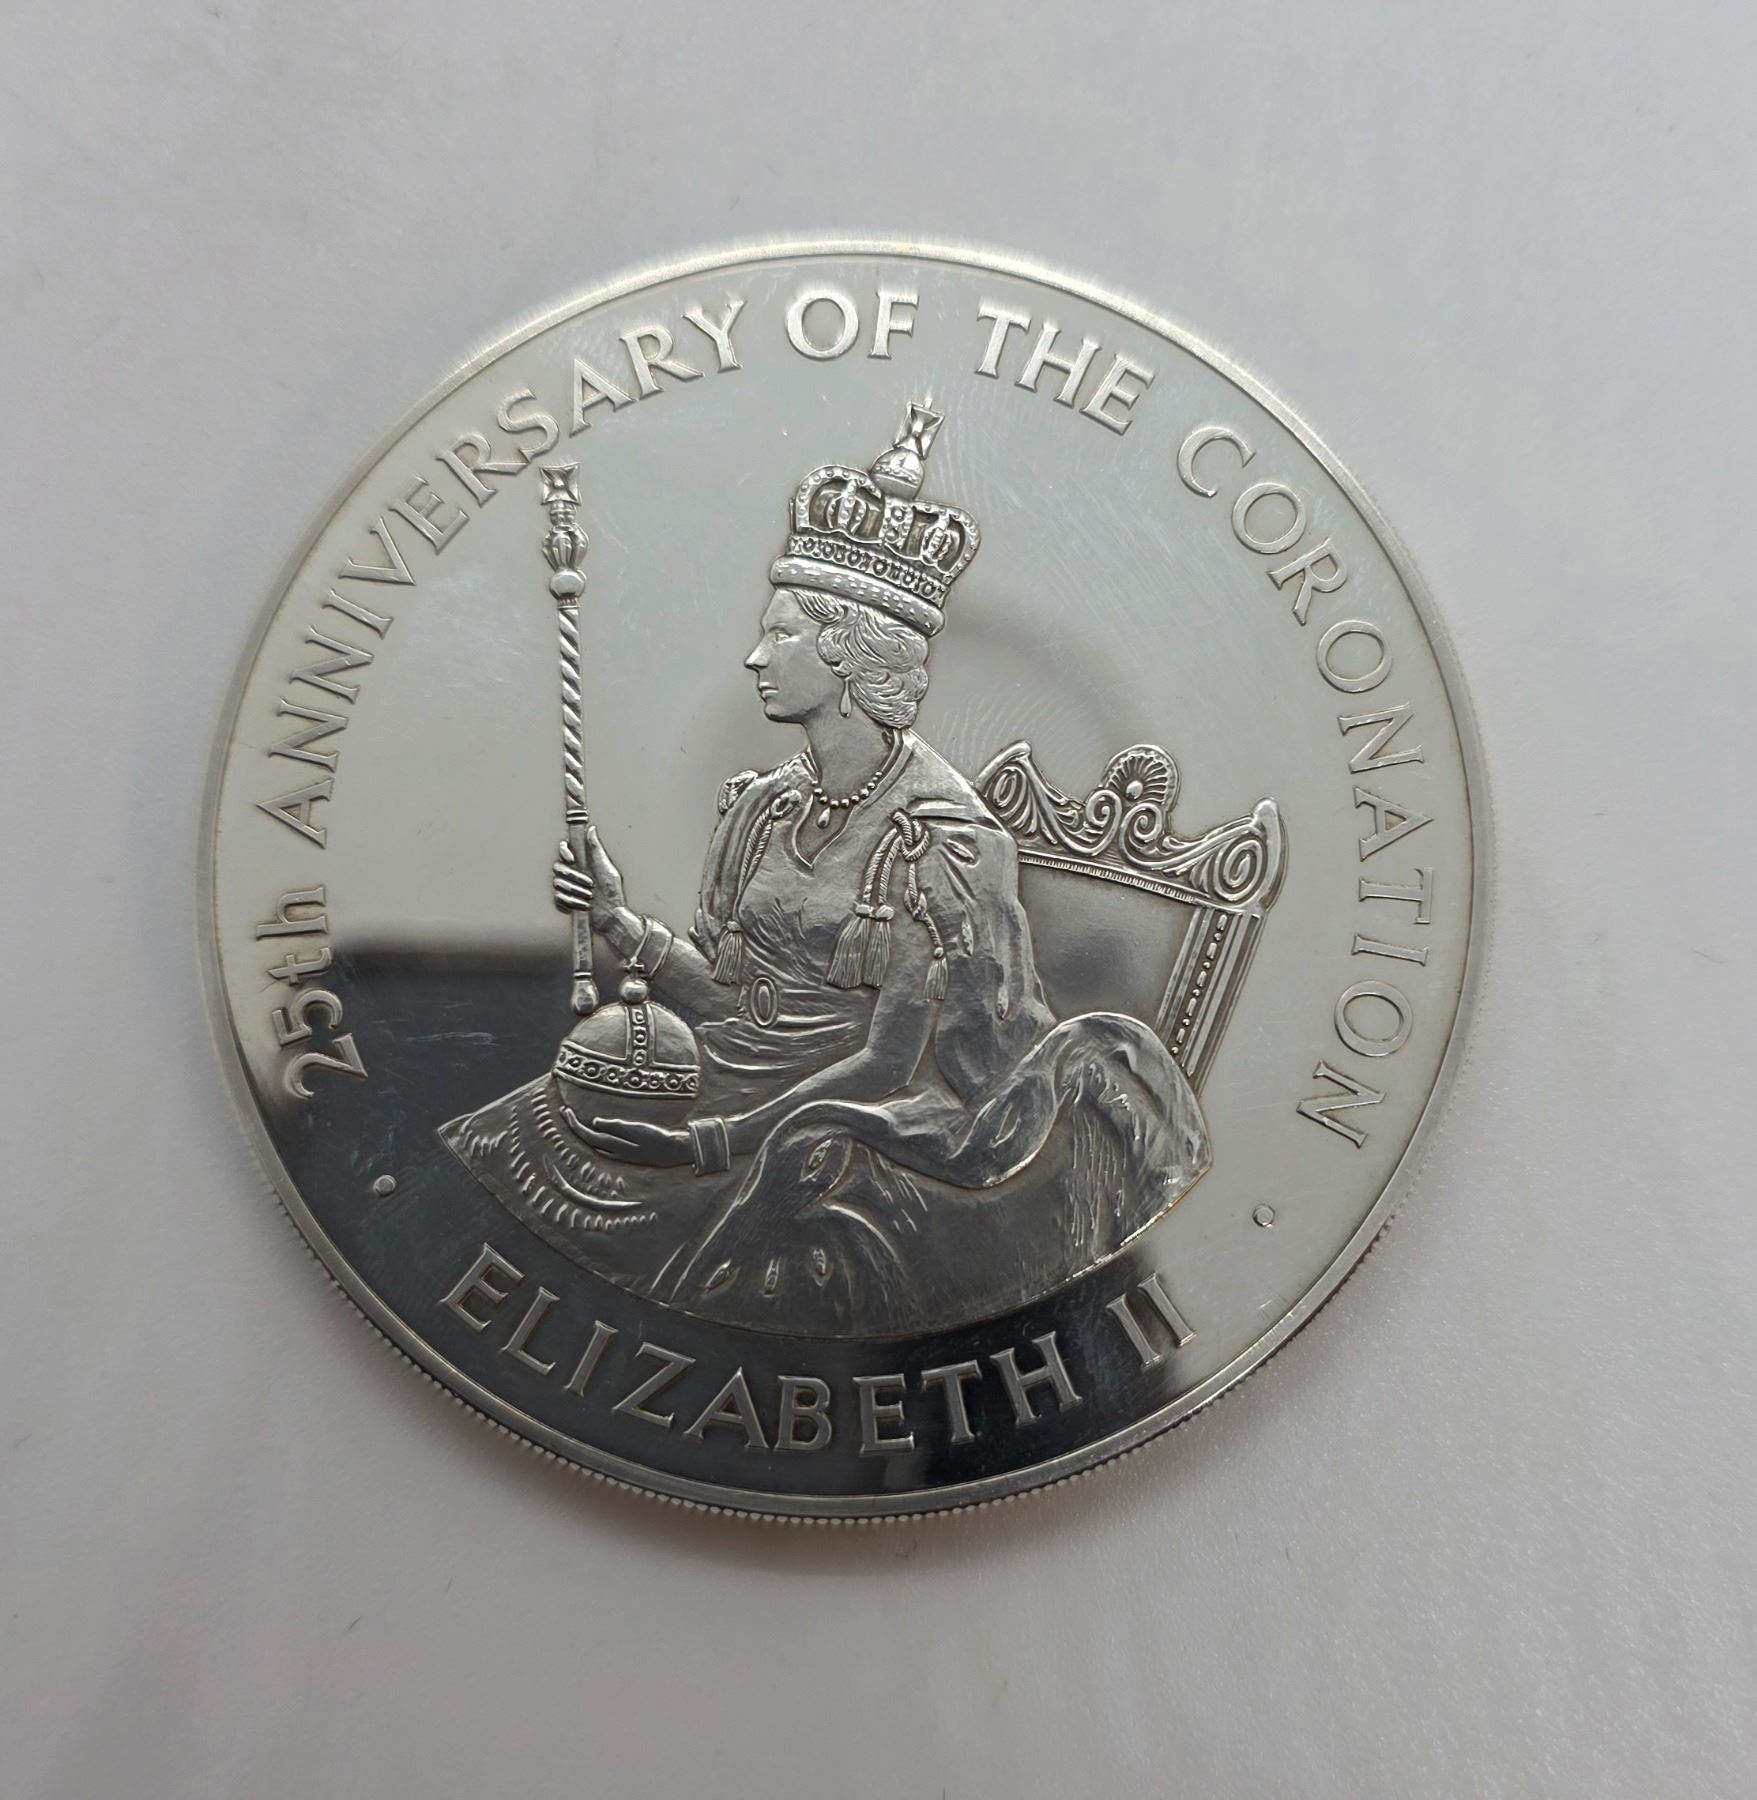 25th ANNIVERSARY OF THE CORONATION
ELIZABETH II